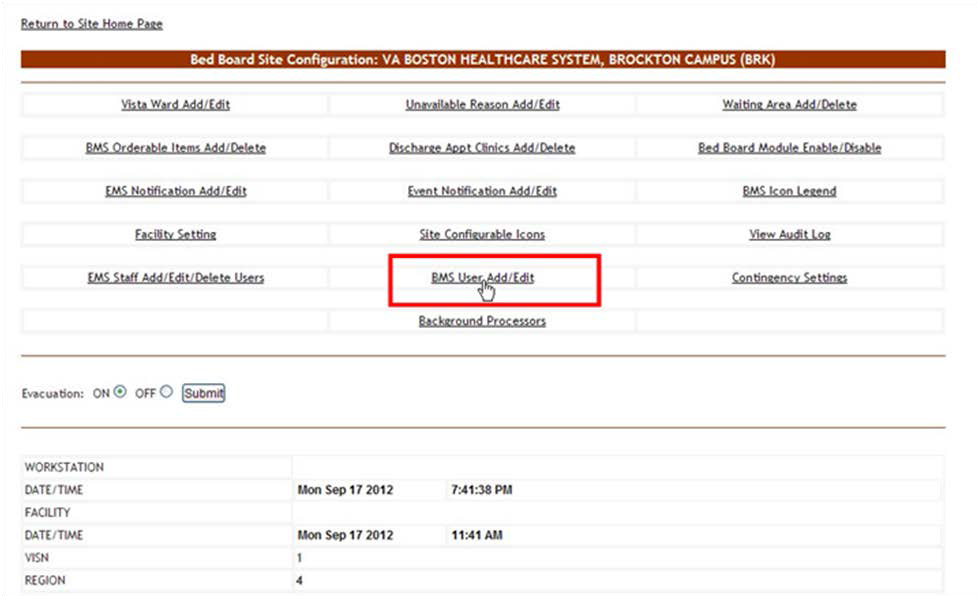 Return to Site Home Page
Bed Board Site Configuration: VA BOSTON HEALTHCARE SYSTEM, BROCKTON CAMPUS (BRK)
Vista Ward Add/Edit Unavailable Reason Add/Edit Waiting Area Add/Delete
BMS Orderable Items Add/Delete Discharge Appt Clinics Add/Delete Bed Board Module Enable/Disable
EMS Notification Add/Edit Event Notification Add/Edit BMS Icon Legend
Facility Setting Site Configurable Icons View Audit Log
EMS Staff Add/Edit/Delete Users BMS User Add/Edit Contingency Settings
Background Processors
Evacuation: ON OFF Submit
WORKSTATION
DATE/TIME Mon Sep 17 2012 7:41:38 PM
FACILITY
DATE/TIME Mon Sep 17 2012 11:41 AM
VISN 1
REGION 4